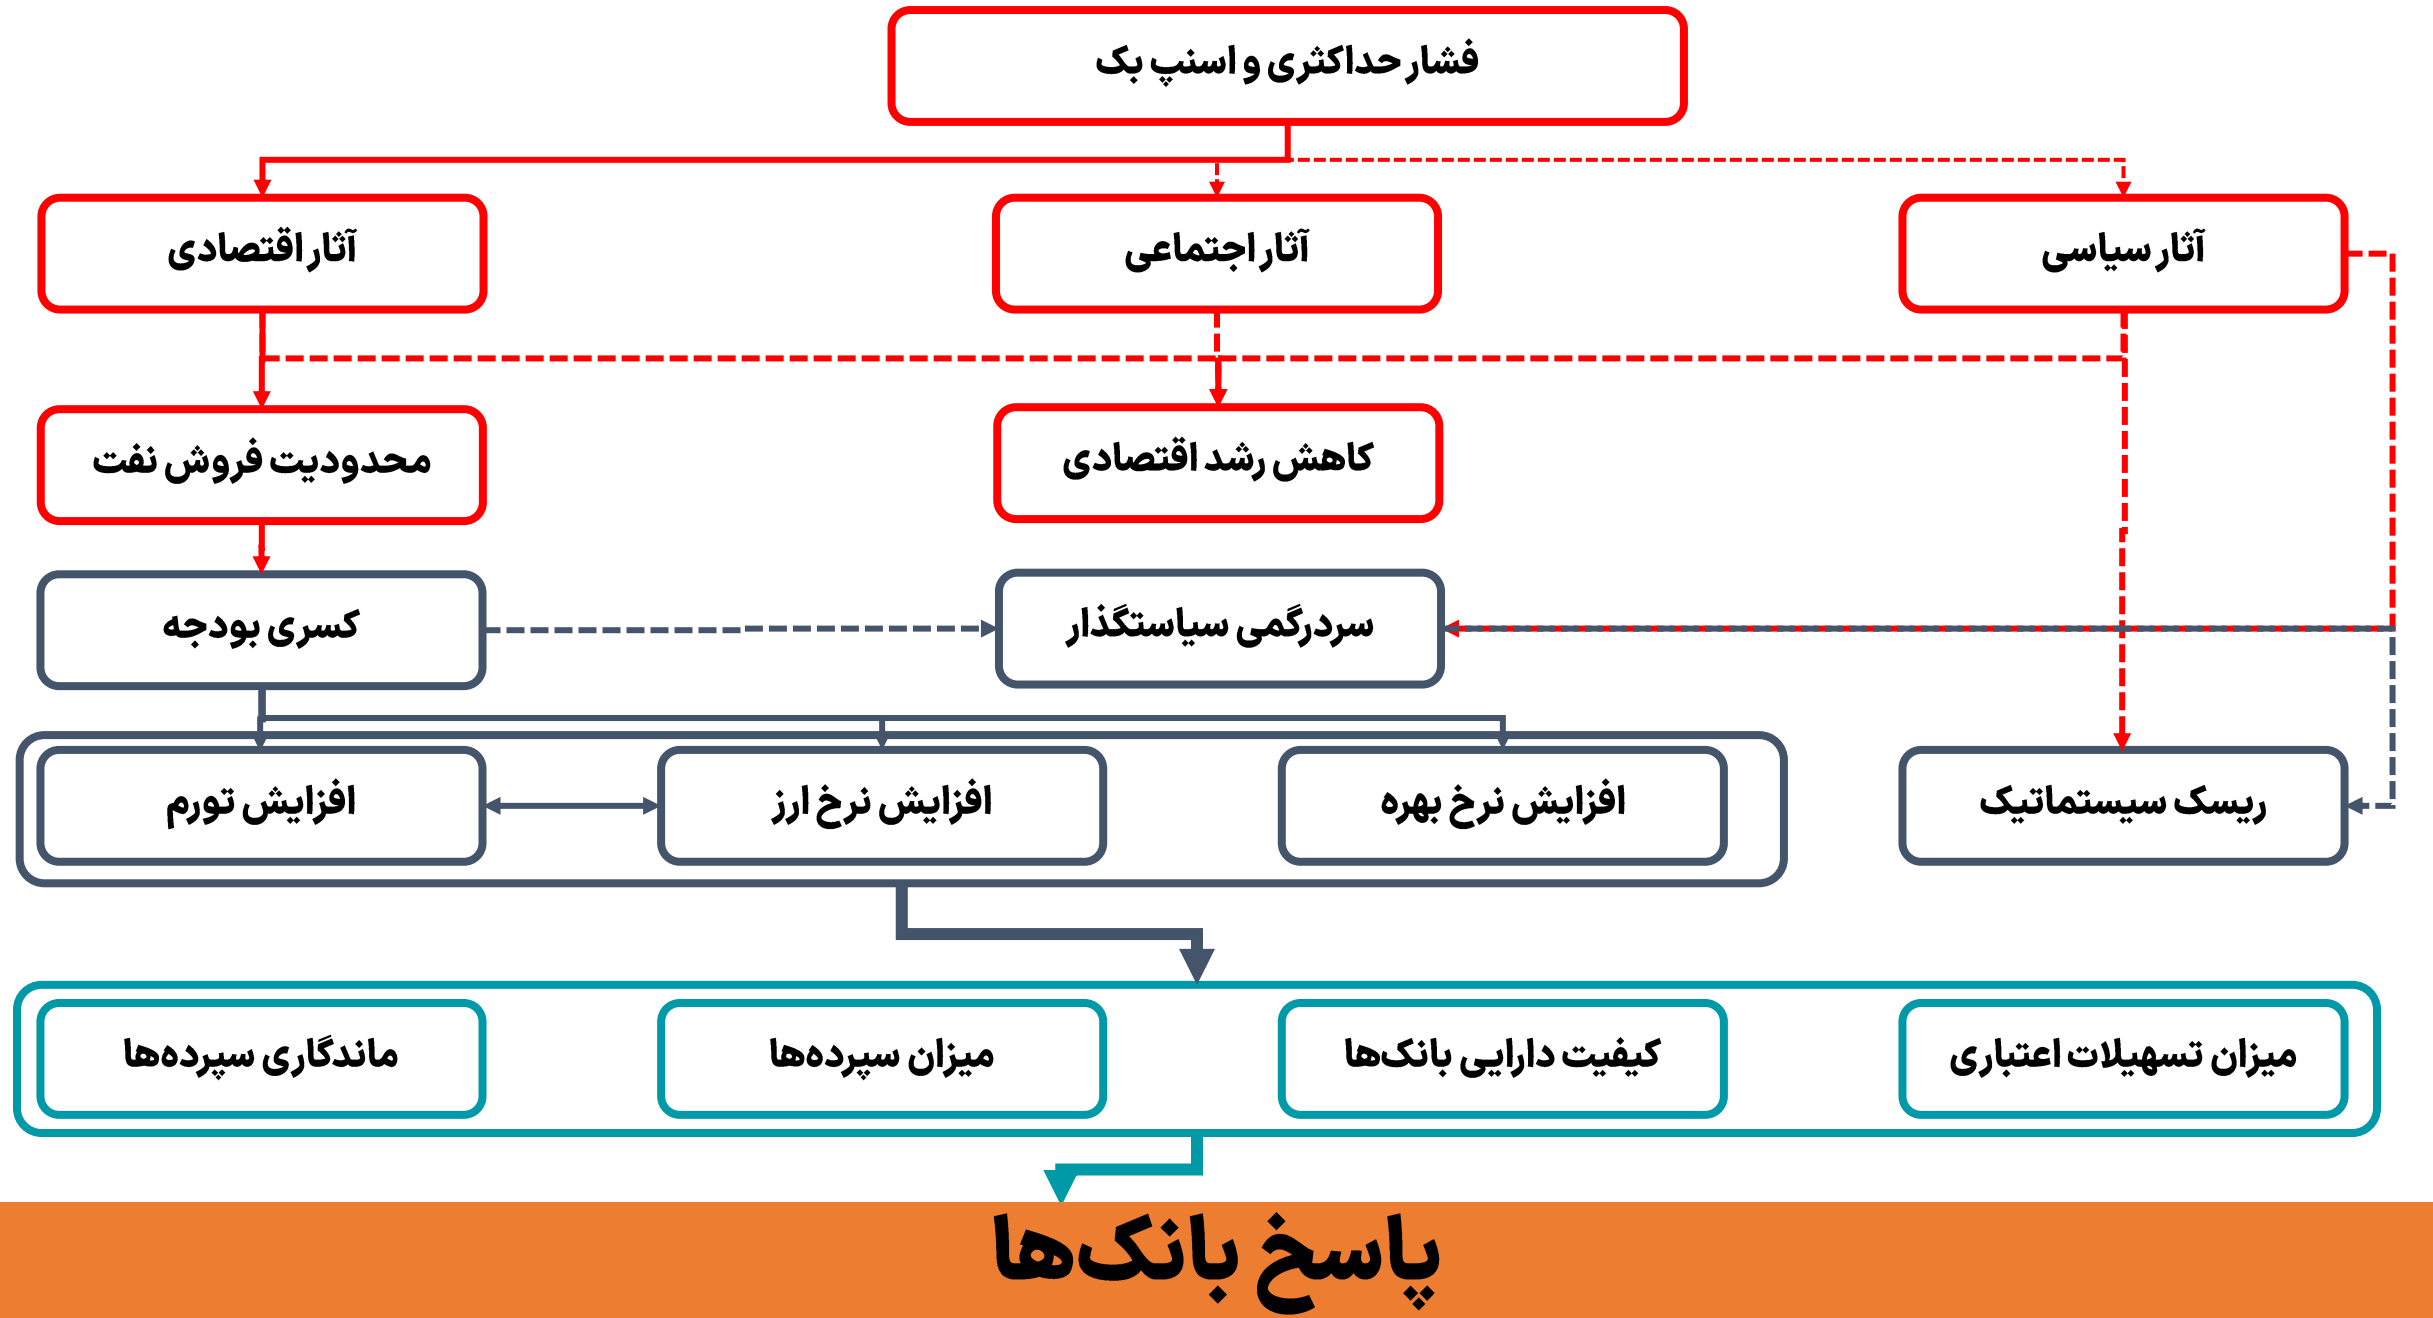 فشار حداکثری و اسنپ بک
آثار سیاسی
آثار اجتماعی
آثار اقتصادی
کاهش رشد اقتصادی
محدودیت فروش نفت
سردرگمی سیاستگذار
کسری بودجه
ریسک سیستماتیک
افزایش نرخ بهره
افزایش نرخ ارز
افزایش تورم
میزان تسهیلات اعتباری
کیفیت دارایی بانک‌ها
میزان سپرده‌ها
ماندگاری سپرده‌ها
پاسخ بانک‌ها